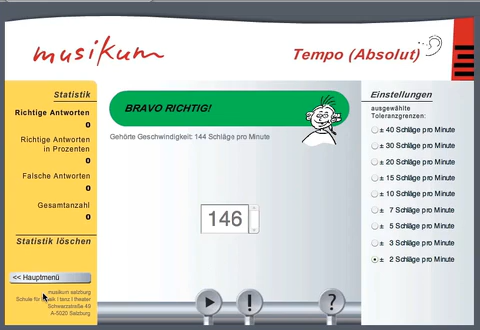 musikum
Tempo (Absolut)
Statistik
Richtige Antworten
0
Richtige Antworten
in Prozenten
0
Falsche Antworten
0
Gesamtanzahl
0
Statistik löschen
<< Hauptmenü
musikum salzburg
Schule für musik | tanz | theater
Schwarzstraße 49
A-5020 Salzburg
BRAVO RICHTIG!
Gehörte Geschwindigkeit: 144 Schläge pro Minute
146
!
?
Einstellungen
ausgewählte
Toleranzgrenzen:
± 40 Schläge pro Minute
± 30 Schläge pro Minute
± 20 Schläge pro Minute
± 15 Schläge pro Minute
± 10 Schläge pro Minute
± 7 Schläge pro Minute
± 5 Schläge pro Minute
± 3 Schläge pro Minute
± 2 Schläge pro Minute